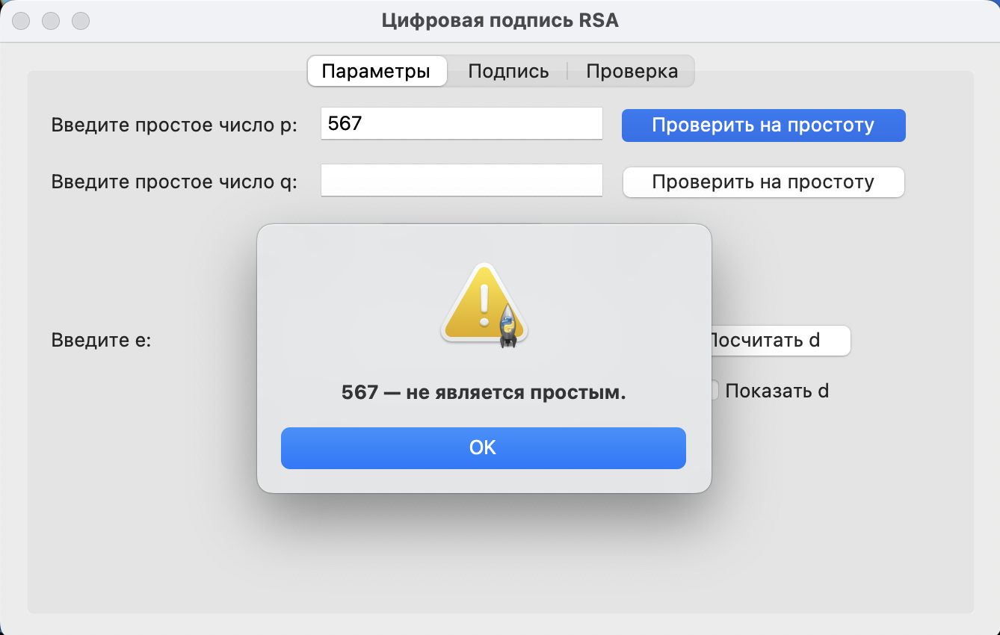 Цифровая подпись RSA
Параметры Подпись Проверка
Введите простое число p: 567 Проверить на простоту
Введите простое число q: Проверить на простоту
Введите e: Посчитать d
Показать d
567 — не является простым.
OK